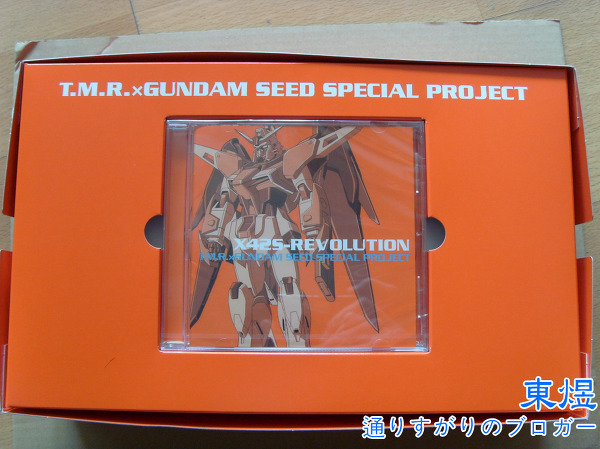 T.M.R.×GUNDAM SEED SPECIAL PROJECT
X42S-REVOLUTION
T.M.R.×GUNDAM SEED SPECIAL PROJECT
東煜
通りすがりのブロガー